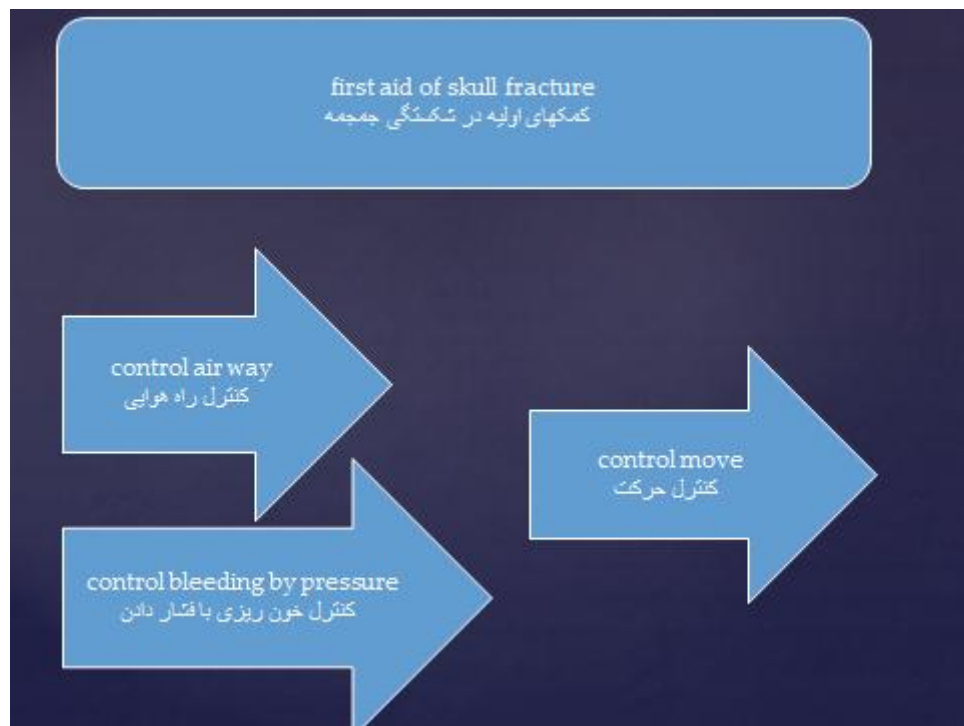 first aid of skull fracture
کمکهای اولیه در شکستگی جمجمه
control air way
کنترل راه هوایی
control bleeding by pressure
کنترل خون ریزی با فشار دادن
control move
کنترل حرکت